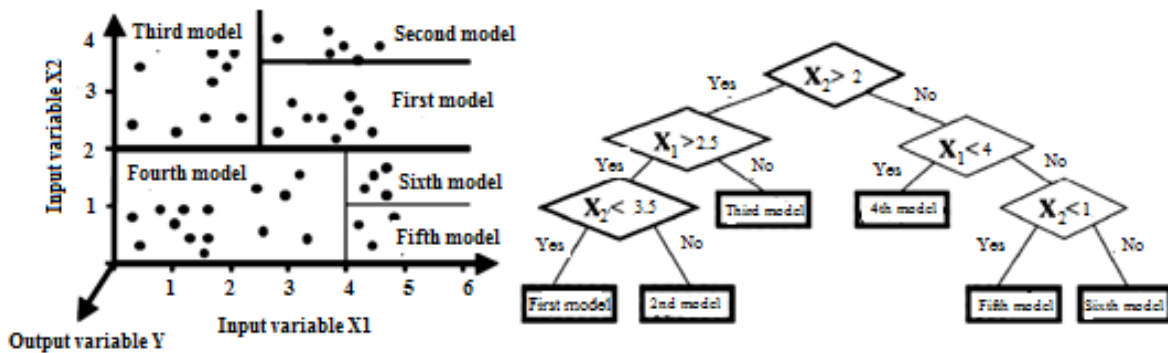 Third model
Second model
First model
Fourth model
Sixth model
Fifth model
4
3
2
1
1 2 3 4 5 6
Input variable X2
Input variable X1
Output variable Y
X2> 2
Yes
No
X1 >2.5
X1<4
Yes
No
Yes
No
X2< 3.5
Third model
4th model
X2<1
Yes
No
Yes
No
First model
2nd model
Fifth model
Sixth model